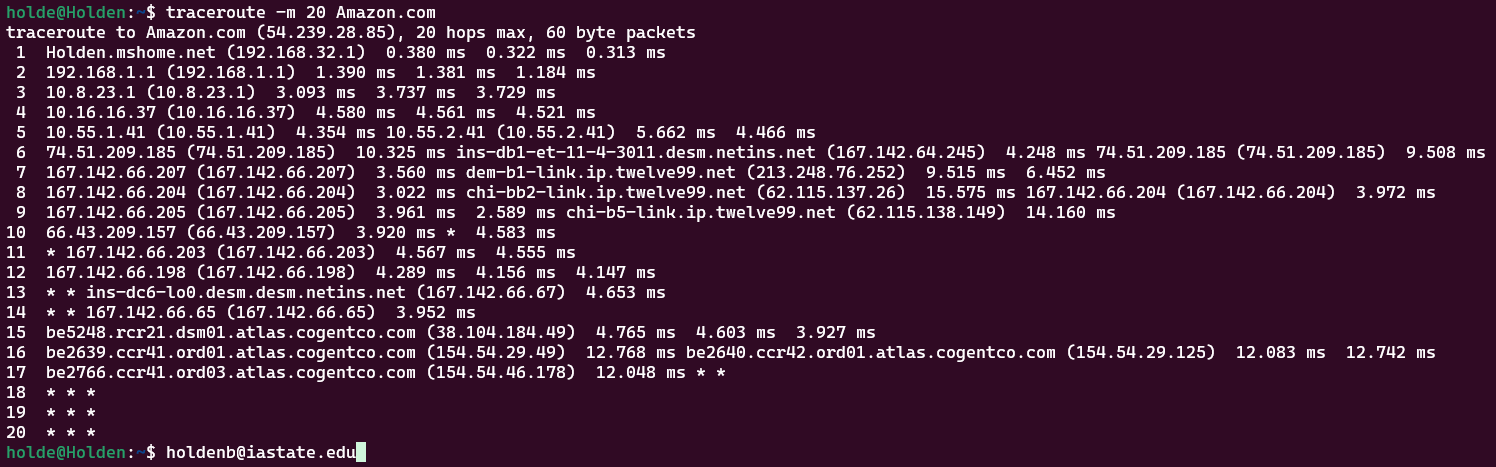 holde@Holden:~$ traceroute -m 20 Amazon.com
traceroute to Amazon.com (54.239.28.85), 20 hops max, 60 byte packets
 1  Holden.mshome.net (192.168.32.1)  0.380 ms  0.322 ms  0.313 ms
 2  192.168.1.1 (192.168.1.1)  1.390 ms  1.381 ms  1.184 ms
 3  10.8.23.1 (10.8.23.1)  3.093 ms  3.737 ms  3.729 ms
 4  10.16.16.37 (10.16.16.37)  4.580 ms  4.561 ms  4.521 ms
 5  10.55.1.41 (10.55.1.41)  4.354 ms 10.55.2.41 (10.55.2.41)  5.662 ms  4.466 ms
 6  74.51.209.185 (74.51.209.185)  10.325 ms ins-db1-et-11-4-3011.desm.netins.net (167.142.64.245)  4.248 ms 74.51.209.185 (74.51.209.185)  9.508 ms
 7  167.142.66.207 (167.142.66.207)  3.560 ms dem-b1-link.ip.twelve99.net (213.248.76.252)  9.515 ms  6.452 ms
 8  167.142.66.204 (167.142.66.204)  3.022 ms chi-bb2-link.ip.twelve99.net (62.115.137.26)  15.575 ms 167.142.66.204 (167.142.66.204)  3.972 ms
 9  167.142.66.205 (167.142.66.205)  3.961 ms  2.589 ms chi-b5-link.ip.twelve99.net (62.115.138.149)  14.160 ms
10  66.43.209.157 (66.43.209.157)  3.920 ms *  4.583 ms
11  * 167.142.66.203 (167.142.66.203)  4.567 ms  4.555 ms
12  167.142.66.198 (167.142.66.198)  4.289 ms  4.156 ms  4.147 ms
13  * * ins-dc6-lo0.desm.desm.netins.net (167.142.66.67)  4.653 ms
14  * * 167.142.66.65 (167.142.66.65)  3.952 ms
15  be5248.rcr21.dsm01.atlas.cogentco.com (38.104.184.49)  4.765 ms  4.603 ms  3.927 ms
16  be2639.ccr41.ord01.atlas.cogentco.com (154.54.29.49)  12.768 ms be2640.ccr42.ord01.atlas.cogentco.com (154.54.29.125)  12.083 ms  12.742 ms
17  be2766.ccr41.ord03.atlas.cogentco.com (154.54.46.178)  12.048 ms * *
18  * * *
19  * * *
20  * * *
holde@Holden:~$ holdenb@iastate.edu